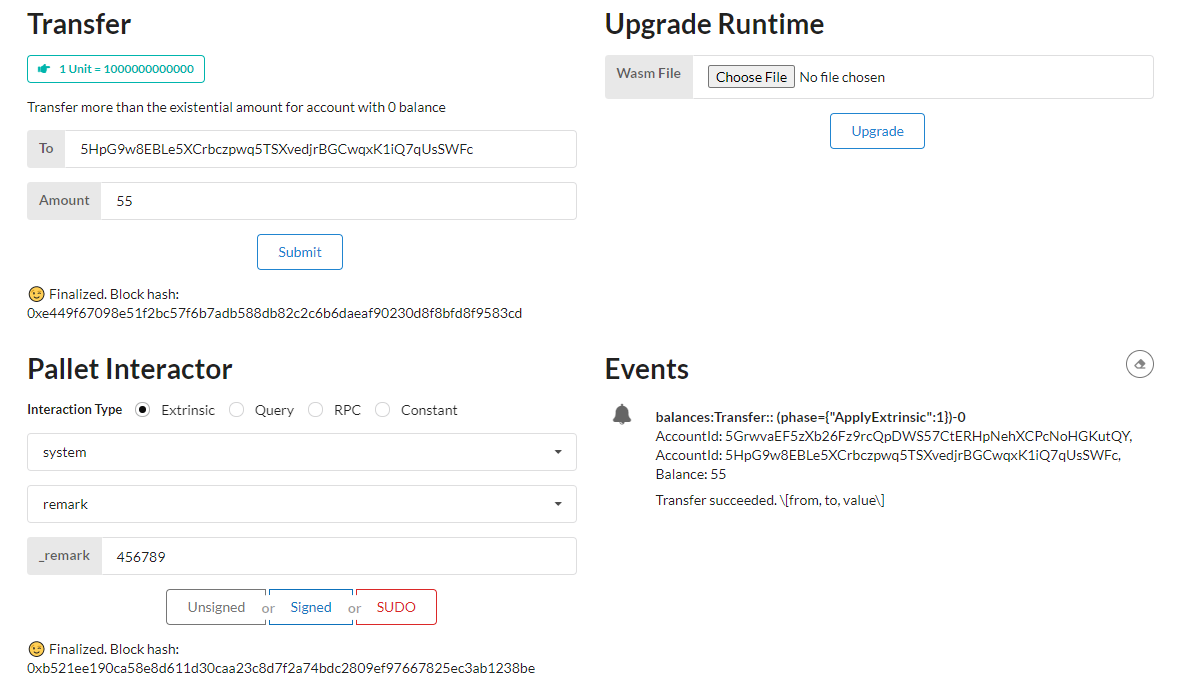 Transfer
1 Unit = 1000000000000
Transfer more than the existential amount for account with 0 balance
To 5HpG9w8EBLe5XCrbczpwq5TSXvedjrBGCwqxK1iQ7qUsSWFc
Amount 55
Submit
Finalized. Block hash:
0xe449f67098e51f2bc57f6b7adb588db82c2c6b6daeaf90230d8f8bfd8f9583cd
Upgrade Runtime
Wasm File Choose File No file chosen
Upgrade
Pallet Interactor
Interaction Type Extrinsic Query RPC Constant
system
remark
_remark 456789
Unsigned or Signed or SUDO
Finalized. Block hash:
0xb521ee190ca58e8d611d30caa23c8d7f2a74bdc2809ef97667825ec3ab1238be
Events
balances:Transfer:: (phase={"ApplyExtrinsic":1})-0
AccountId: 5GrwvaEF5zXb26Fz9rcQpDWS57CtERHpNehXCPcNoHGKutQY,
AccountId: 5HpG9w8EBLe5XCrbczpwq5TSXvedjrBGCwqxK1iQ7qUsSWFc,
Balance: 55
Transfer succeeded. \[from, to, value\]